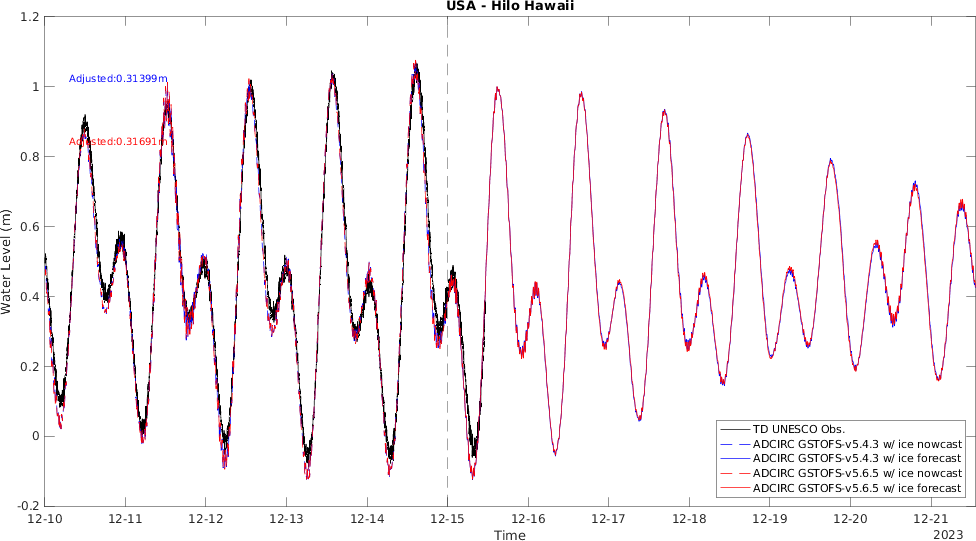 USA - Hilo Hawaii
1.2
1
0.8
0.6
0.4
0.2
0
-0.2
Water Level (m)
Adjusted:0.31399m
Adjusted:0.31691m
TD UNESCO Obs.
ADCIRC GSTOFS-v5.4.3 w/ ice nowcast
ADCIRC GSTOFS-v5.4.3 w/ ice forecast
ADCIRC GSTOFS-v5.6.5 w/ ice nowcast
ADCIRC GSTOFS-v5.6.5 w/ ice forecast
12-10 12-11 12-12 12-13 12-14 12-15 12-16 12-17 12-18 12-19 12-20 12-21
Time
2023